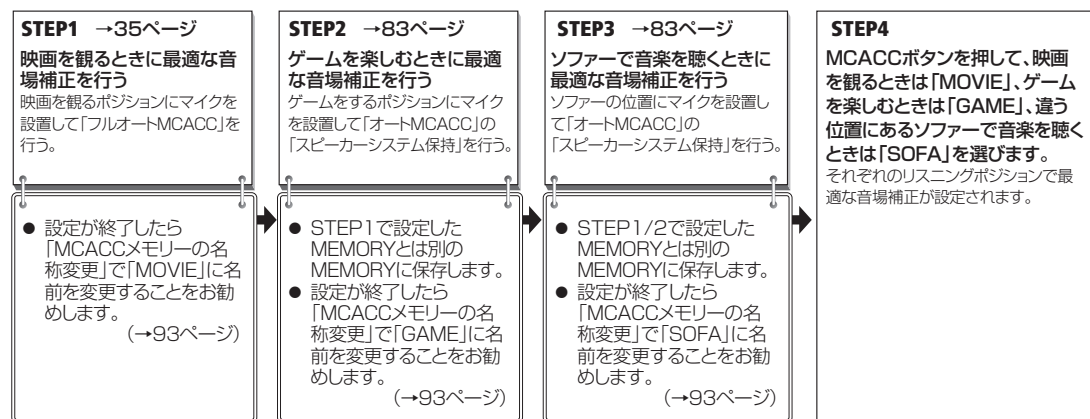 STEP1 →35ページ
映画を観るときに最適な音
場補正を行う
映画を観るポジションにマイクを
設置して「フルオートMCACC」を
行う。
● 設定が終了したら
「MCACCメモリーの名
称変更」で「MOVIE」に名
前を変更することをお勧
めします。
(→93ページ)
STEP2 →83ページ
ゲームを楽しむときに最適
な音場補正を行う
ゲームをするポジションにマイク
を設置して「オートMCACC」の
「スピーカーシステム保持」を行う。
● STEP1で設定した
MEMORYとは別の
MEMORYに保存します。
● 設定が終了したら
「MCACCメモリーの名
称変更」で「GAME」に名
前を変更することをお勧
めします。
(→93ページ)
STEP3 →83ページ
ソファーで音楽を聴くときに
最適な音場補正を行う
ソファーの位置にマイクを設置し
て「オートMCACC」の
「スピーカーシステム保持」を行う。
● STEP1/2で設定した
MEMORYとは別の
MEMORYに保存します。
● 設定が終了したら
「MCACCメモリーの名
称変更」で「SOFA」に名
前を変更することをお勧
めします。
(→93ページ)
STEP4
MCACCボタンを押して、映画
を観るときは「MOVIE」、ゲーム
を楽しむときは「GAME」、違う
位置にあるソファーで音楽を聴く
ときは「SOFA」を選びます。
それぞれのリスニングポジションで最
適な音場補正が設定されます。